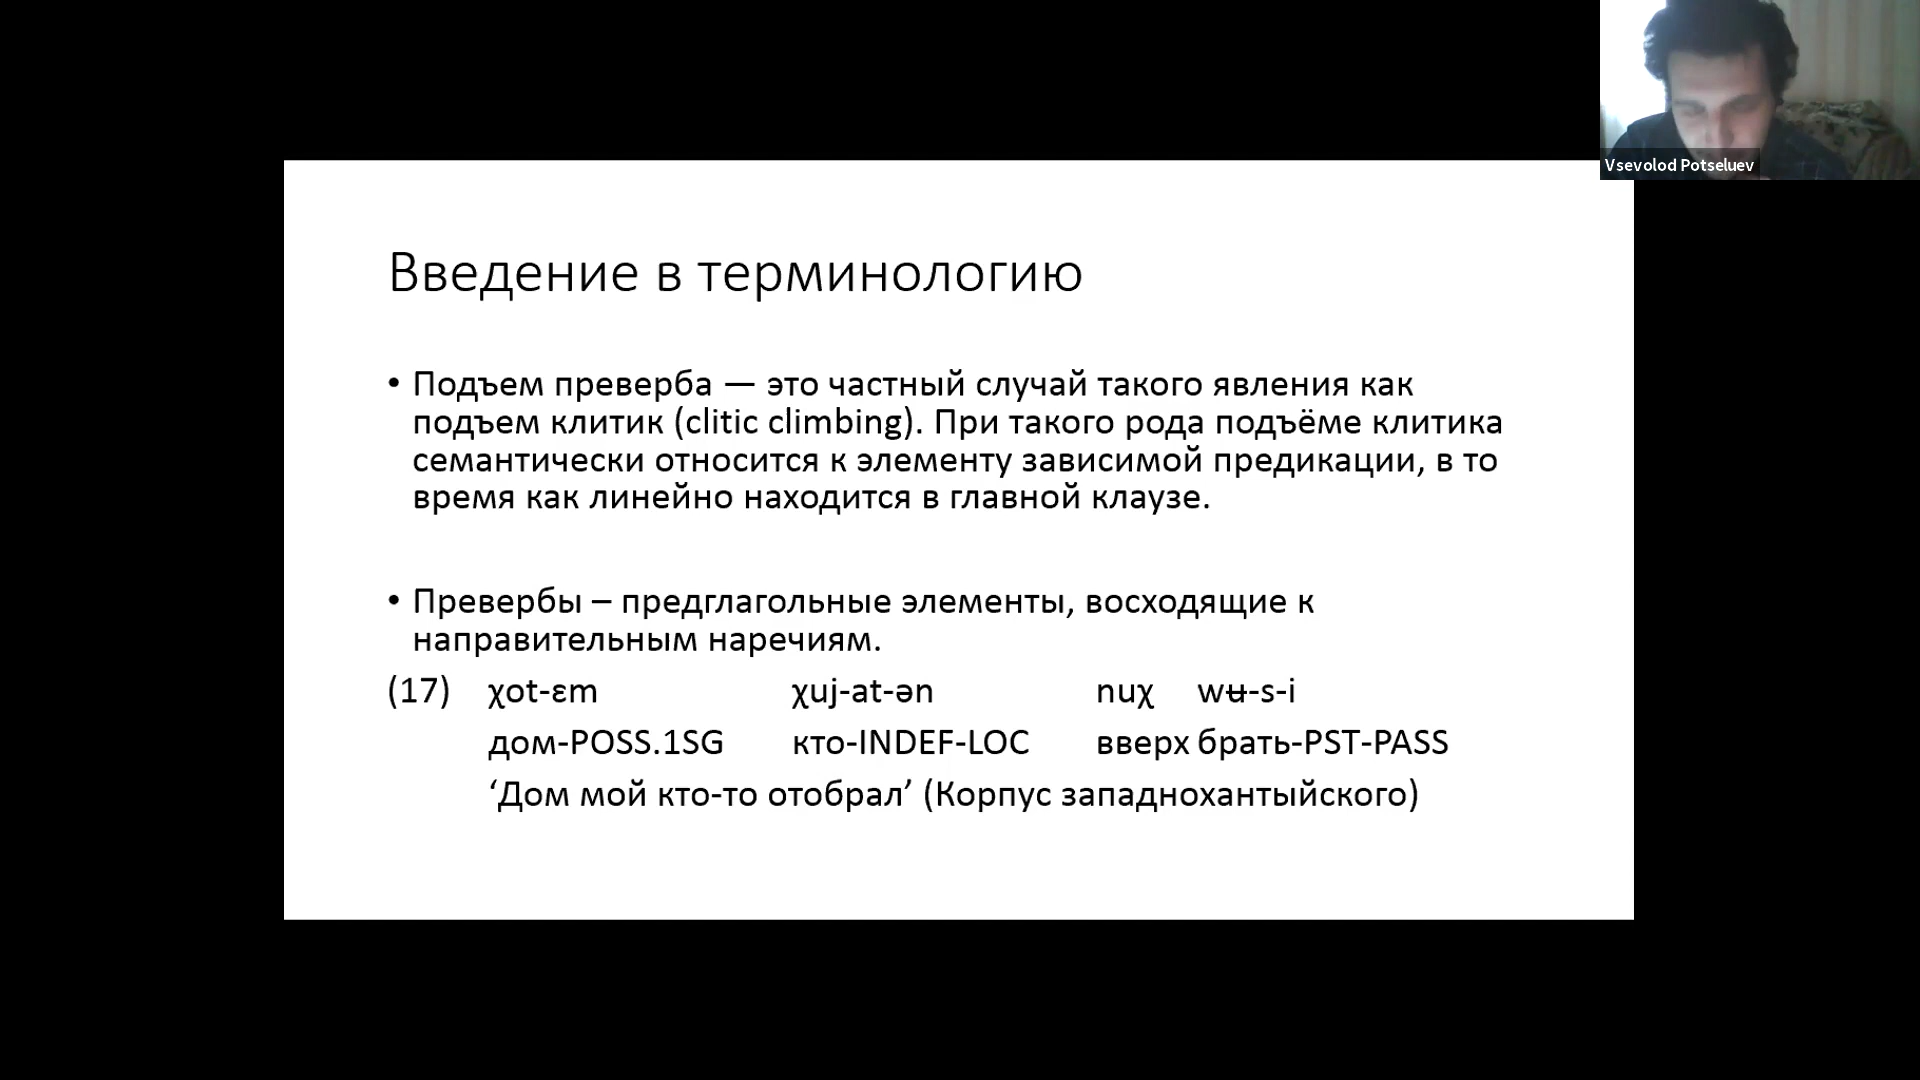 Vsevolod Potseluev
Введение в терминологию
• Подъем преверба — это частный случай такого явления как
подъем клитик (clitic climbing). При такого рода подъёме клитика
семантически относится к элементу зависимой предикации, в то
время как линейно находится в главной клаузе.
• Превербы – предглагольные элементы, восходящие к
направительным наречиям.
(17) χot-εm χuj-at-ən nuχ wʉ-s-i
дом-POSS.1SG кто-INDEF-LOC вверх брать-PST-PASS
‘Дом мой кто-то отобрал’ (Корпус западнохантыйского)